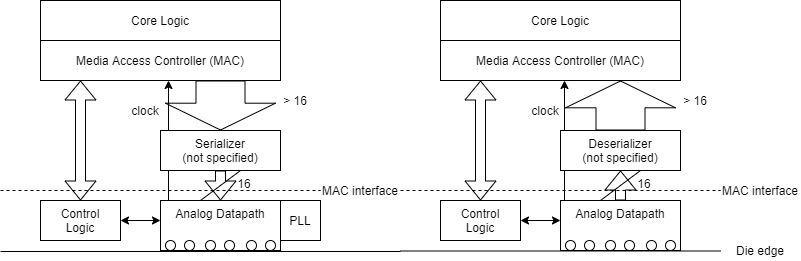 Core Logic
Media Access Controller (MAC)
clock
> 16
Serializer
(not specified)
16
MAC interface
Control
Logic
Analog Datapath
PLL
Core Logic
Media Access Controller (MAC)
clock
> 16
Deserializer
(not specified)
16
MAC interface
Control
Logic
Analog Datapath
Die edge